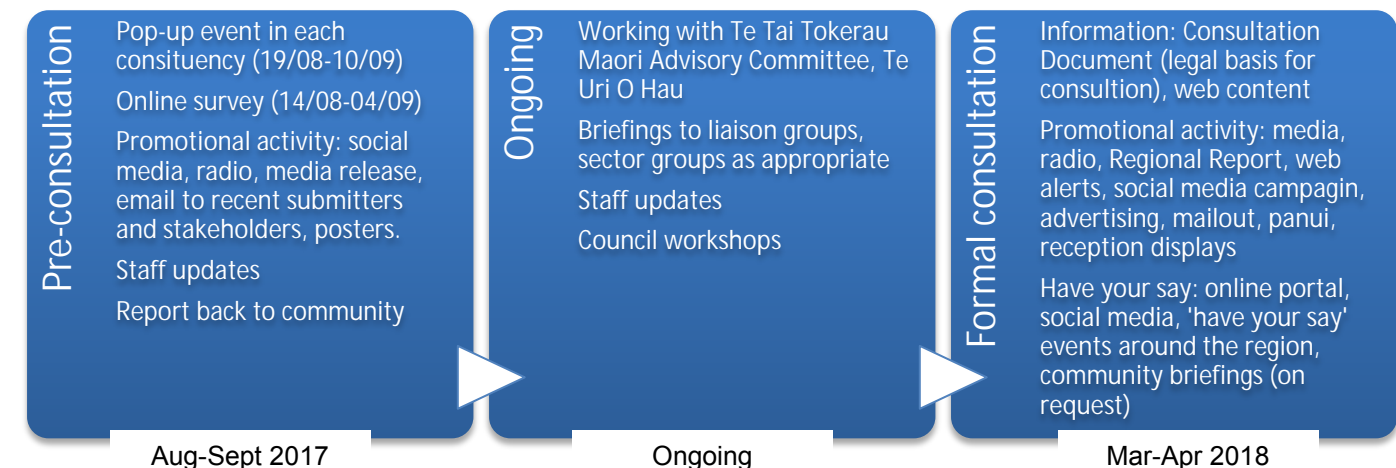 Pre-consultation
Pop-up event in each
consituency (19/08-10/09)
Online survey (14/08-04/09)
Promotional activity: social
media, radio, media release,
email to recent submitters
and stakeholders, posters.
Staff updates
Report back to community
Aug-Sept 2017
Ongoing
Working with Te Tai Tokerau
Maori Advisory Committee, Te
Uri O Hau
Briefings to liaison groups,
sector groups as appropriate
Staff updates
Council workshops
Ongoing
Formal consultation
Information: Consultation
Document (legal basis for
consultion), web content
Promotional activity: media,
radio, Regional Report, web
alerts, social media campagin,
advertising, mailout, panui,
reception displays
Have your say: online portal,
social media, 'have your say'
events around the region,
community briefings (on
request)
Mar-Apr 2018